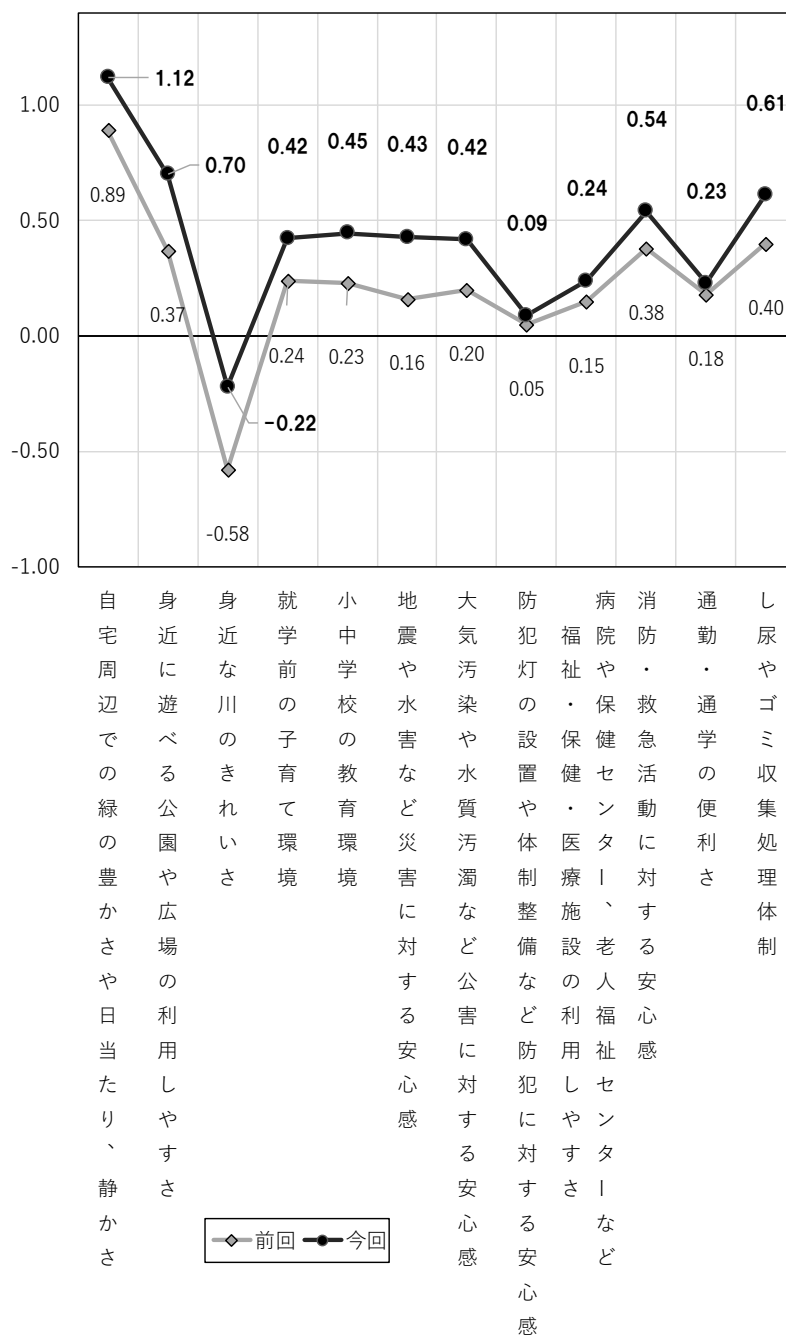 1.00
0.50
0.00
-0.50
-1.00
1.12
0.70
−0.22
0.42
0.45
0.43
0.42
0.09
0.24
0.54
0.23
0.61
0.89
0.37
-0.58
0.24
0.23
0.16
0.20
0.05
0.15
0.38
0.18
0.40
自宅周辺での緑の豊かさや日当たり、静かさ
身近に遊べる公園や広場の利用しやすさ
身近な川のきれいさ
就学前の子育て環境
小中学校の教育環境
地震や水害など災害に対する安心感
大気汚染や水質汚濁など公害に対する安心感
防犯灯の設置や体制整備など防犯に対する安心感
病院や保健センター、老人福祉センターなど
福祉・保健・医療施設の利用しやすさ
消防・救急活動に対する安心感
通勤・通学の便利さ
し尿やゴミ収集処理体制
前回 今回